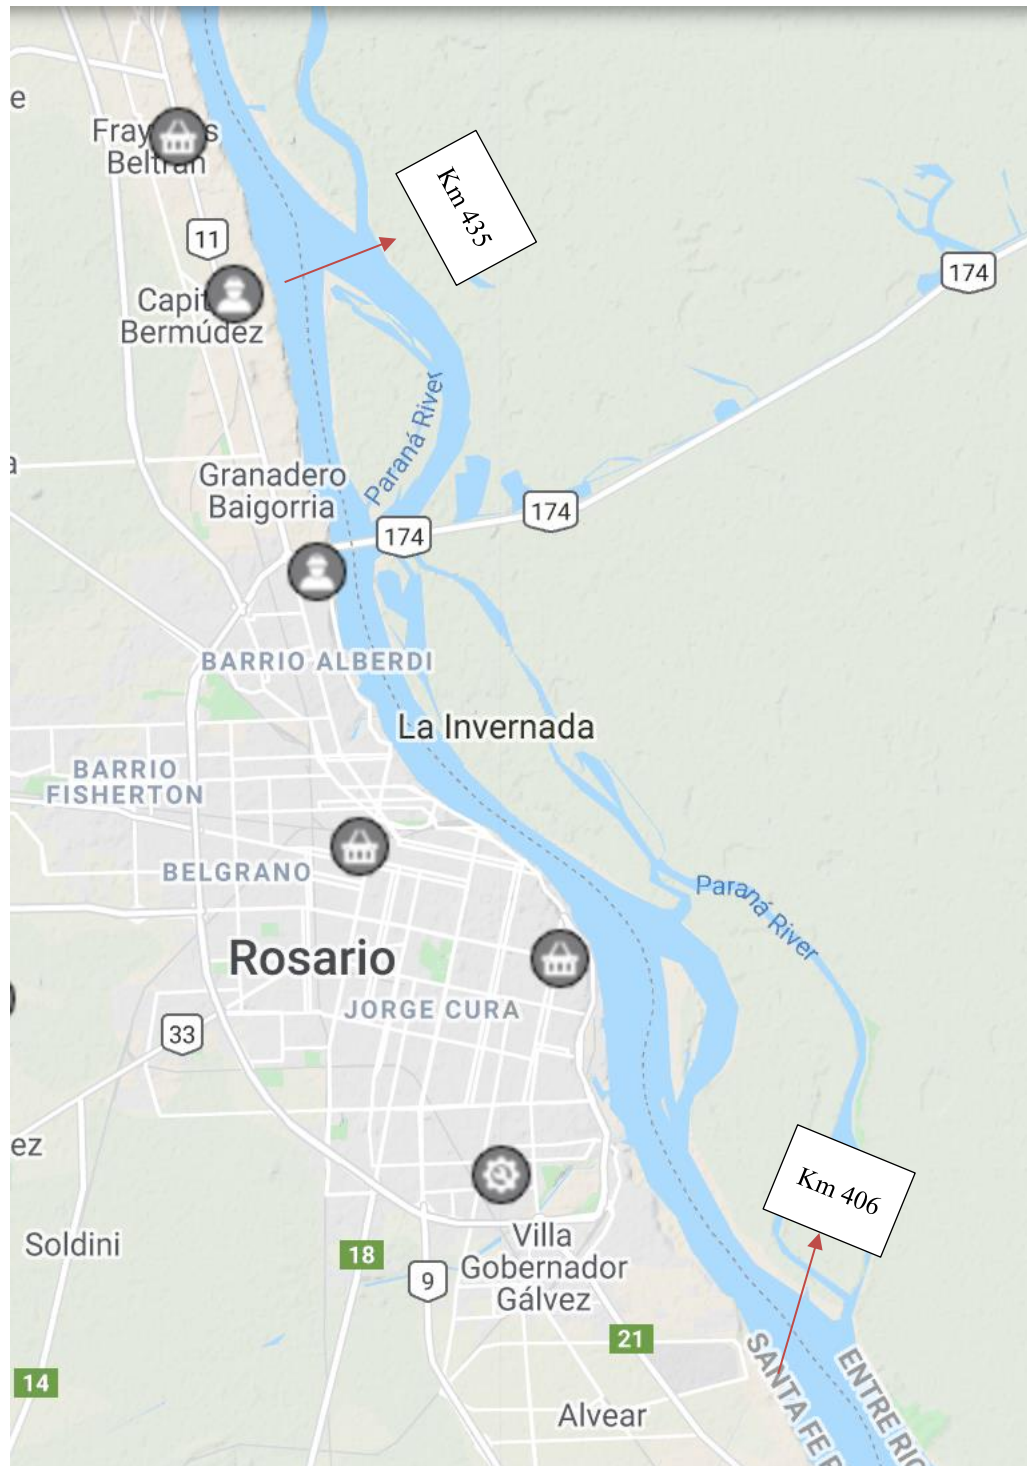 e
Fray
s
Beltrán
Km 435
11
174
Capit
Bermúdez
Paraná River
a
Granadero
Baigorria
174
174
BARRIO ALBERDI
La Invernada
BARRIO
FISHERTON
BELGRANO
Paraná River
Rosario
JORGE CURA
33
ez
Km 406
Soldini
18
Villa
Gobernador
Gálvez
9
21
SANTA FE P
ENTRE RIO
14
Alvear